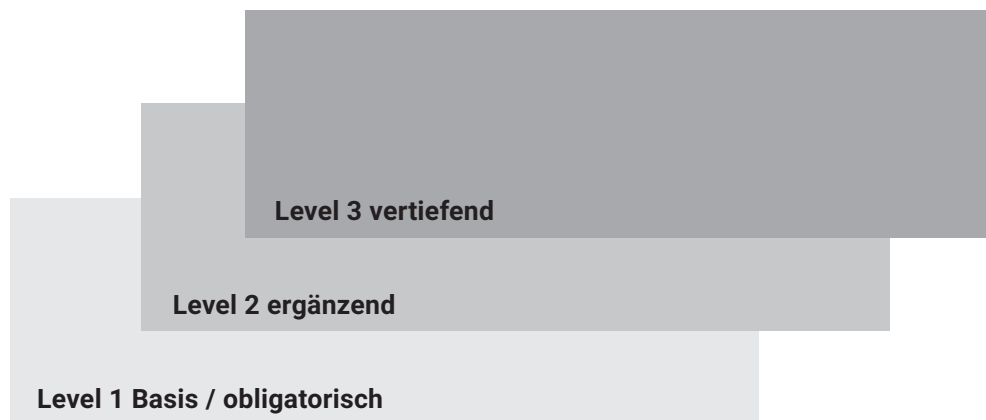 Level 3 vertiefend
Level 2 ergänzend
Level 1 Basis / obligatorisch